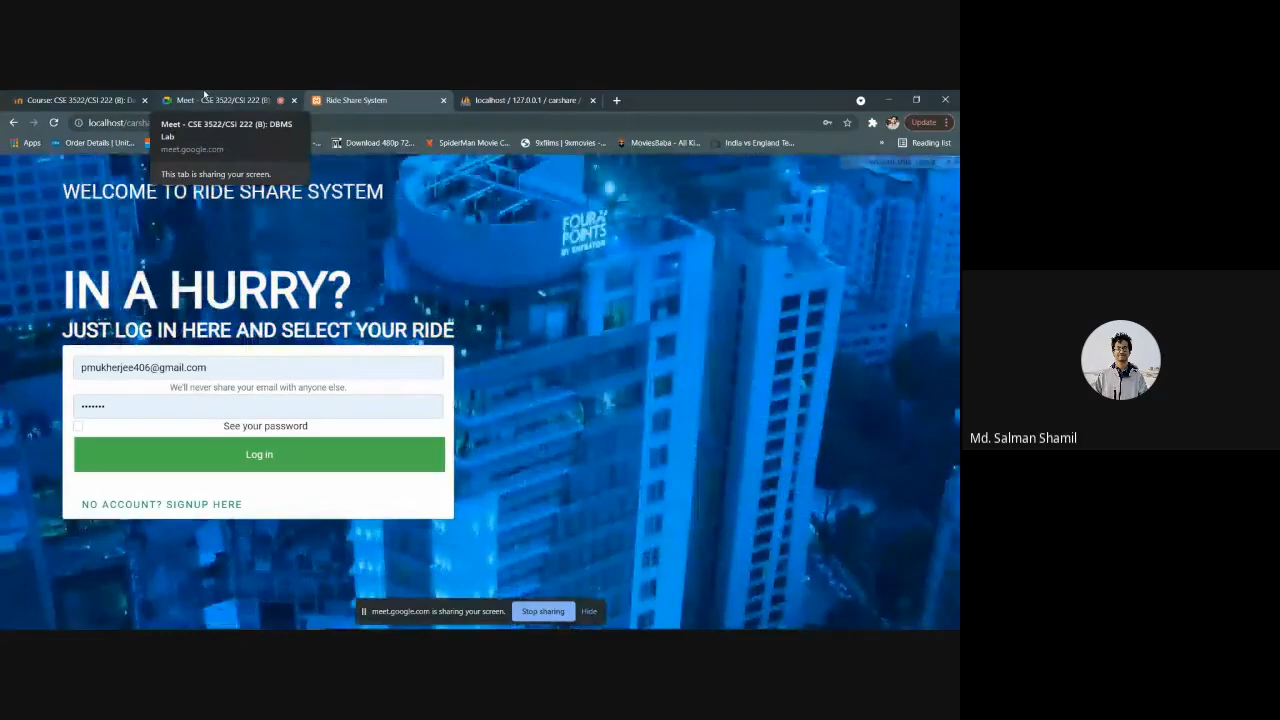 Course: CSE 3522/CSI 222 (B): D
Meet - CSE 3522/CSI 222 (B)
Ride Share System
localhost / 127.0.0.1 / carshare /
localhost/carsh
Update
Apps
Order Details | Unit...
Download 480p 72...
SpiderMan Movie C...
9xflims | 9xmovies -...
MoviesBaba - All Ki...
India vs England Te...
»
Reading list
Meet - CSE 3522/CSI 222 (B): DBMS
Lab
meet.google.com
This tab is sharing your screen.
WELCOME TO RIDE SHARE SYSTEM
FOUR
POINTS
BY SHERATON
IN A HURRY?
JUST LOG IN HERE AND SELECT YOUR RIDE
pmukherjee406@gmail.com
We'll never share your email with anyone else.
•••••••
See your password
Log in
NO ACCOUNT? SIGNUP HERE
meet.google.com is sharing your screen.
Stop sharing
Hide
Md. Salman Shamil